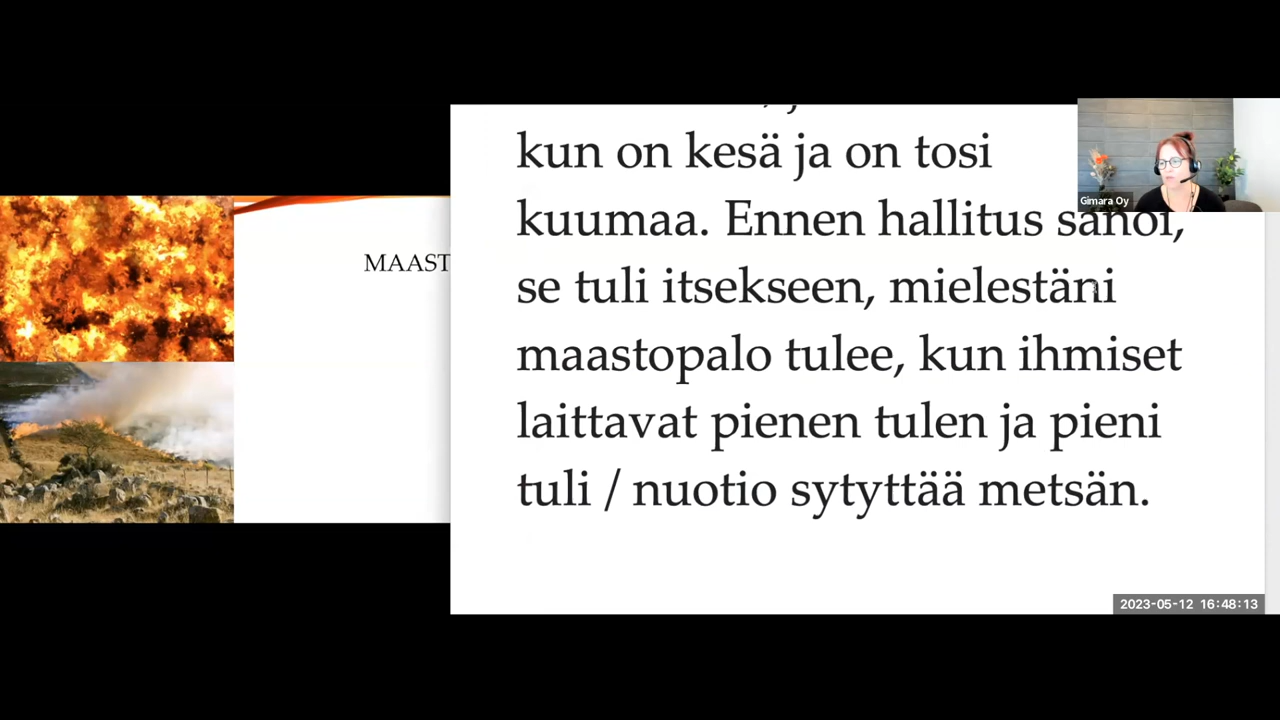 MAAST
kun on kesä ja on tosi
kuumaa. Ennen hallitus sanoi,
se tuli itsekseen, mielestäni
maastopalo tulee, kun ihmiset
laittavat pienen tulen ja pieni
tuli / nuotio sytyttää metsän.
Gimara Oy
2023-05-12 16:48:13